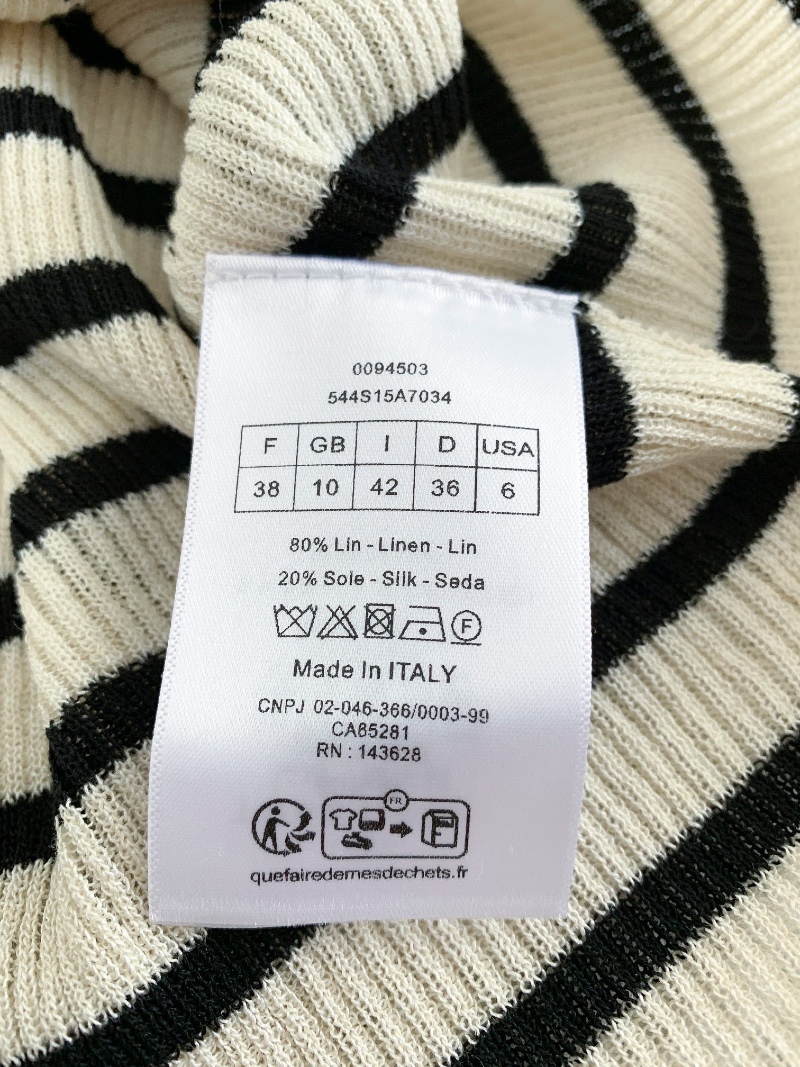 0094503
544S15A7034
F GB I D USA
38 10 42 36 6
80% Lin - Linen - Lin
20% Soie - Silk - Seda
F
Made In ITALY
CNPJ 02-046-366/0003-99
CA65281
RN : 143628
FR
quefairedemesdechets.fr